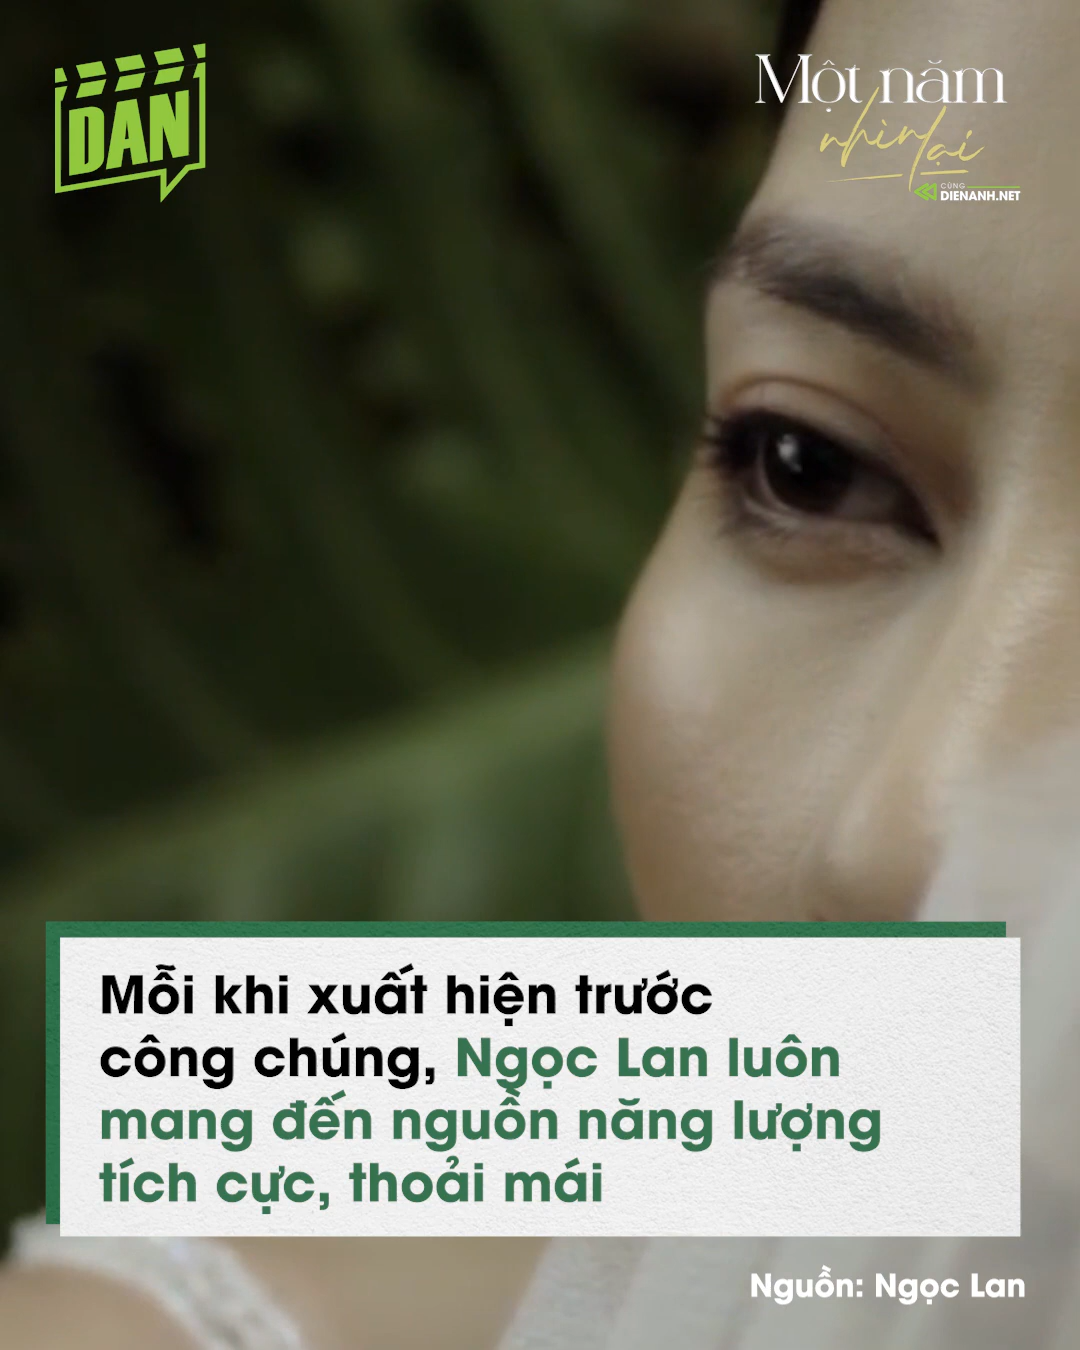 DAN
Một năm
nhìn lại
CÙNG
DIENANH.NET
Mỗi khi xuất hiện trước
công chúng, Ngọc Lan luôn
mang đến nguồn năng lượng
tích cực, thoải mái
Nguồn: Ngọc Lan